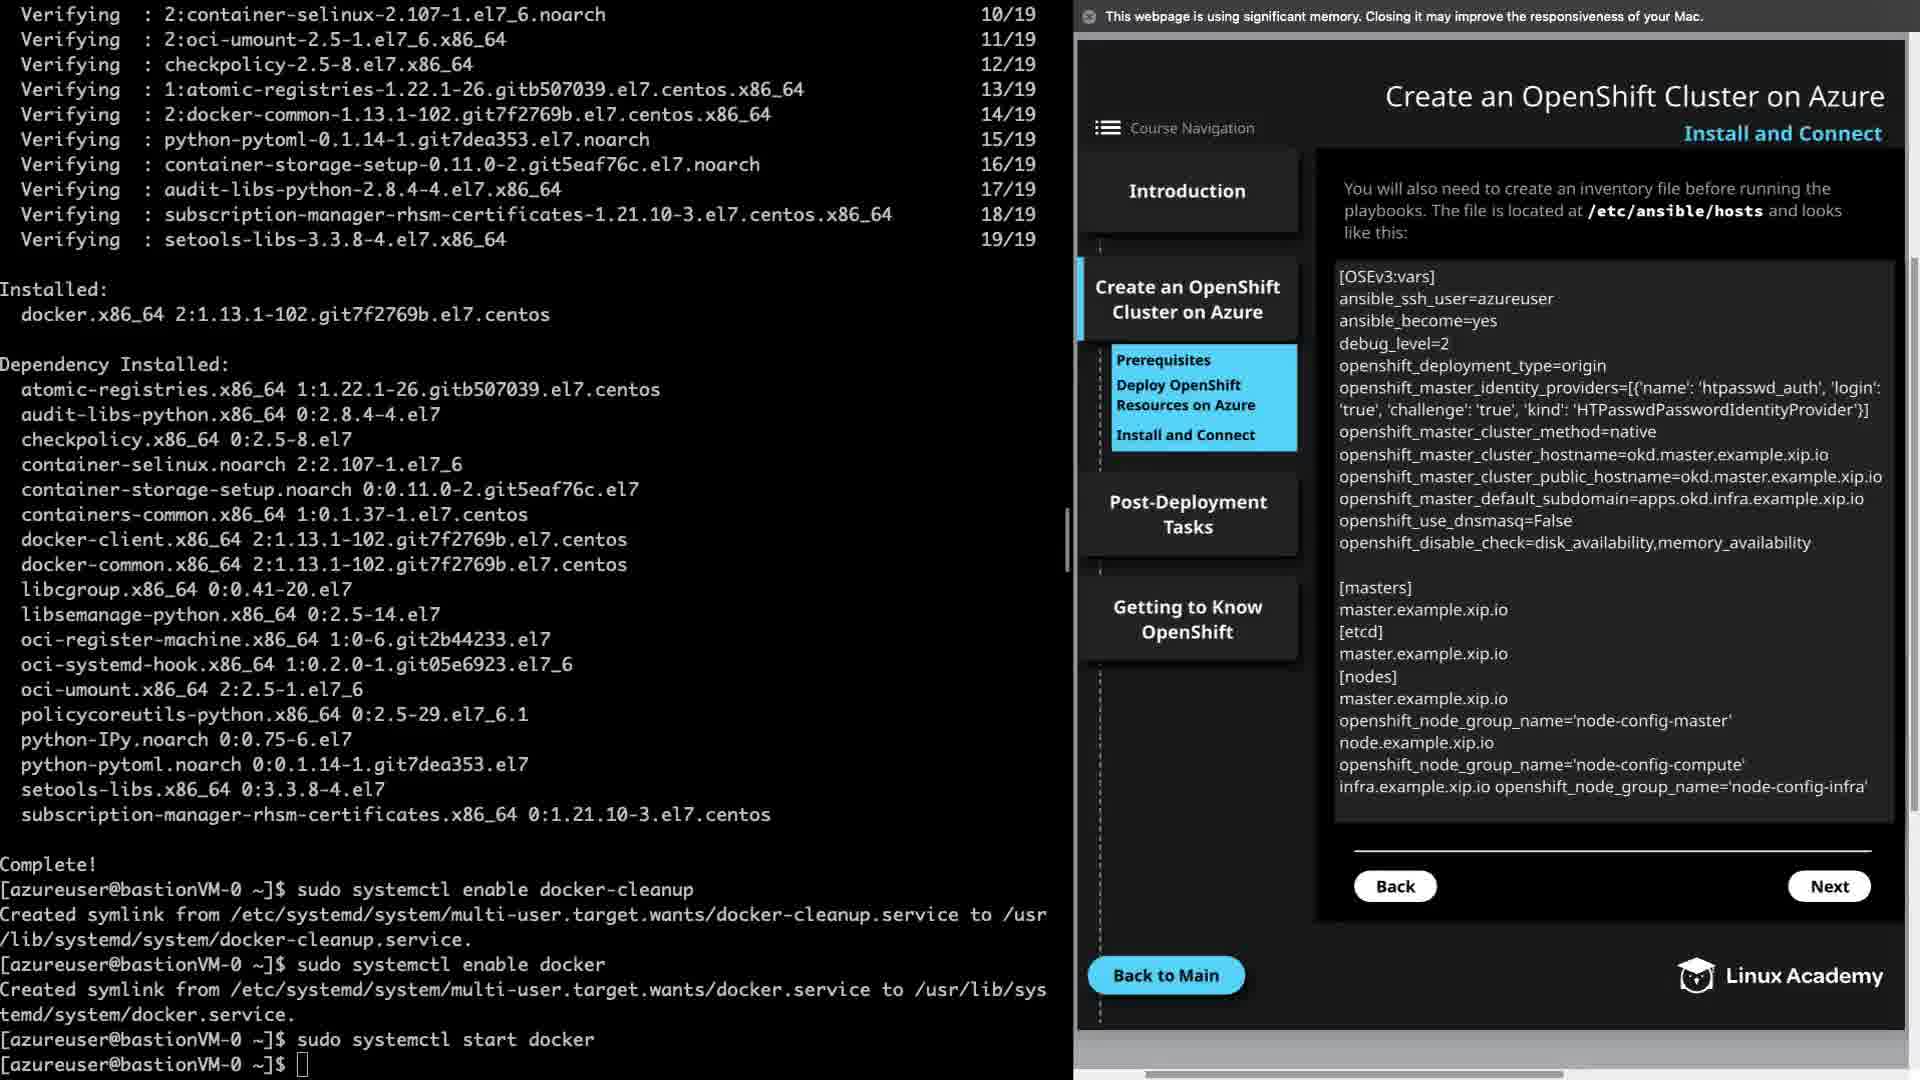 Verifying  : 2:container-selinux-2.107-1.el7_6.noarch 10/19
Verifying  : 2:oci-umount-2.5-1.el7_6.x86_64 11/19
Verifying  : checkpolicy-2.5-8.el7.x86_64 12/19
Verifying  : 1:atomic-registries-1.22.1-26.gitb507039.el7.centos.x86_64 13/19
Verifying  : 2:docker-common-1.13.1-102.git7f2769b.el7.centos.x86_64 14/19
Verifying  : python-pytoml-0.1.14-1.git7dea353.el7.noarch 15/19
Verifying  : container-storage-setup-0.11.0-2.git5eaf76c.el7.noarch 16/19
Verifying  : audit-libs-python-2.8.4-4.el7.x86_64 17/19
Verifying  : subscription-manager-rhsm-certificates-1.21.10-3.el7.centos.x86_64 18/19
Verifying  : setools-libs-3.3.8-4.el7.x86_64 19/19
Installed:
docker.x86_64 2:1.13.1-102.git7f2769b.el7.centos
Dependency Installed:
atomic-registries.x86_64 1:1.22.1-26.gitb507039.el7.centos
audit-libs-python.x86_64 0:2.8.4-4.el7
checkpolicy.x86_64 0:2.5-8.el7
container-selinux.noarch 2:2.107-1.el7_6
container-storage-setup.noarch 0:0.11.0-2.git5eaf76c.el7
containers-common.x86_64 1:0.1.37-1.el7.centos
docker-client.x86_64 2:1.13.1-102.git7f2769b.el7.centos
docker-common.x86_64 2:1.13.1-102.git7f2769b.el7.centos
libcgroup.x86_64 0:0.41-20.el7
libsemanage-python.x86_64 0:2.5-14.el7
oci-register-machine.x86_64 1:0-6.git2b44233.el7
oci-systemd-hook.x86_64 1:0.2.0-1.git05e6923.el7_6
oci-umount.x86_64 2:2.5-1.el7_6
policycoreutils-python.x86_64 0:2.5-29.el7_6.1
python-IPy.noarch 0:0.75-6.el7
python-pytoml.noarch 0:0.1.14-1.git7dea353.el7
setools-libs.x86_64 0:3.3.8-4.el7
subscription-manager-rhsm-certificates.x86_64 0:1.21.10-3.el7.centos
Complete!
[azureuser@bastionVM-0 ~]$ sudo systemctl enable docker-cleanup
Created symlink from /etc/systemd/system/multi-user.target.wants/docker-cleanup.service to /usr
/lib/systemd/system/docker-cleanup.service.
[azureuser@bastionVM-0 ~]$ sudo systemctl enable docker
Created symlink from /etc/systemd/system/multi-user.target.wants/docker.service to /usr/lib/sys
temd/system/docker.service.
[azureuser@bastionVM-0 ~]$ sudo systemctl start docker
[azureuser@bastionVM-0 ~]$
This webpage is using significant memory. Closing it may improve the responsiveness of your Mac.
Create an OpenShift Cluster on Azure
Install and Connect
Course Navigation
Introduction
Create an OpenShift
Cluster on Azure
Prerequisites
Deploy OpenShift
Resources on Azure
Install and Connect
Post-Deployment
Tasks
Getting to Know
OpenShift
Back to Main
You will also need to create an inventory file before running the
playbooks. The file is located at /etc/ansible/hosts and looks
like this:
[OSEv3:vars]
ansible_ssh_user=azureuser
ansible_become=yes
debug_level=2
openshift_deployment_type=origin
openshift_master_identity_providers=[{'name': 'htpasswd_auth', 'login':
'true', 'challenge': 'true', 'kind': 'HTPasswdPasswordIdentityProvider'}]
openshift_master_cluster_method=native
openshift_master_cluster_hostname=okd.master.example.xip.io
openshift_master_cluster_public_hostname=okd.master.example.xip.io
openshift_master_default_subdomain=apps.okd.infra.example.xip.io
openshift_use_dnsmasq=False
openshift_disable_check=disk_availability,memory_availability
[masters]
master.example.xip.io
[etcd]
master.example.xip.io
[nodes]
master.example.xip.io
openshift_node_group_name='node-config-master'
node.example.xip.io
openshift_node_group_name='node-config-compute'
infra.example.xip.io openshift_node_group_name='node-config-infra'
Back
Next
Linux Academy